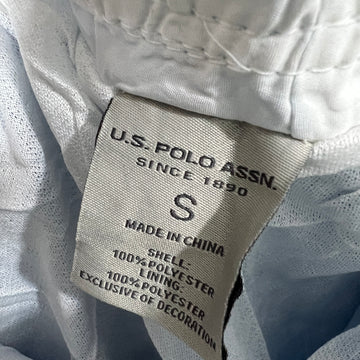 U.S. POLO ASSN.
SINCE 1890
S
MADE IN CHINA
SHELL:
100% POLYESTER
LINING:
100% POLYESTER
EXCLUSIVE OF DECORATION